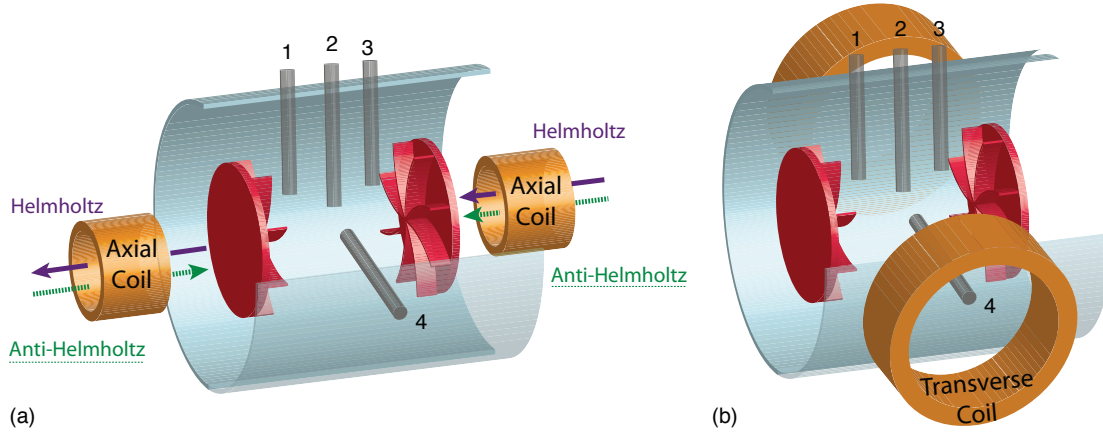 1
2
3
Helmholtz
Axial
Coil
Anti-Helmholtz
Helmholtz
Axial
Coil
Anti-Helmholtz
4
(a)
1
2
3
4
Transverse
Coil
(b)